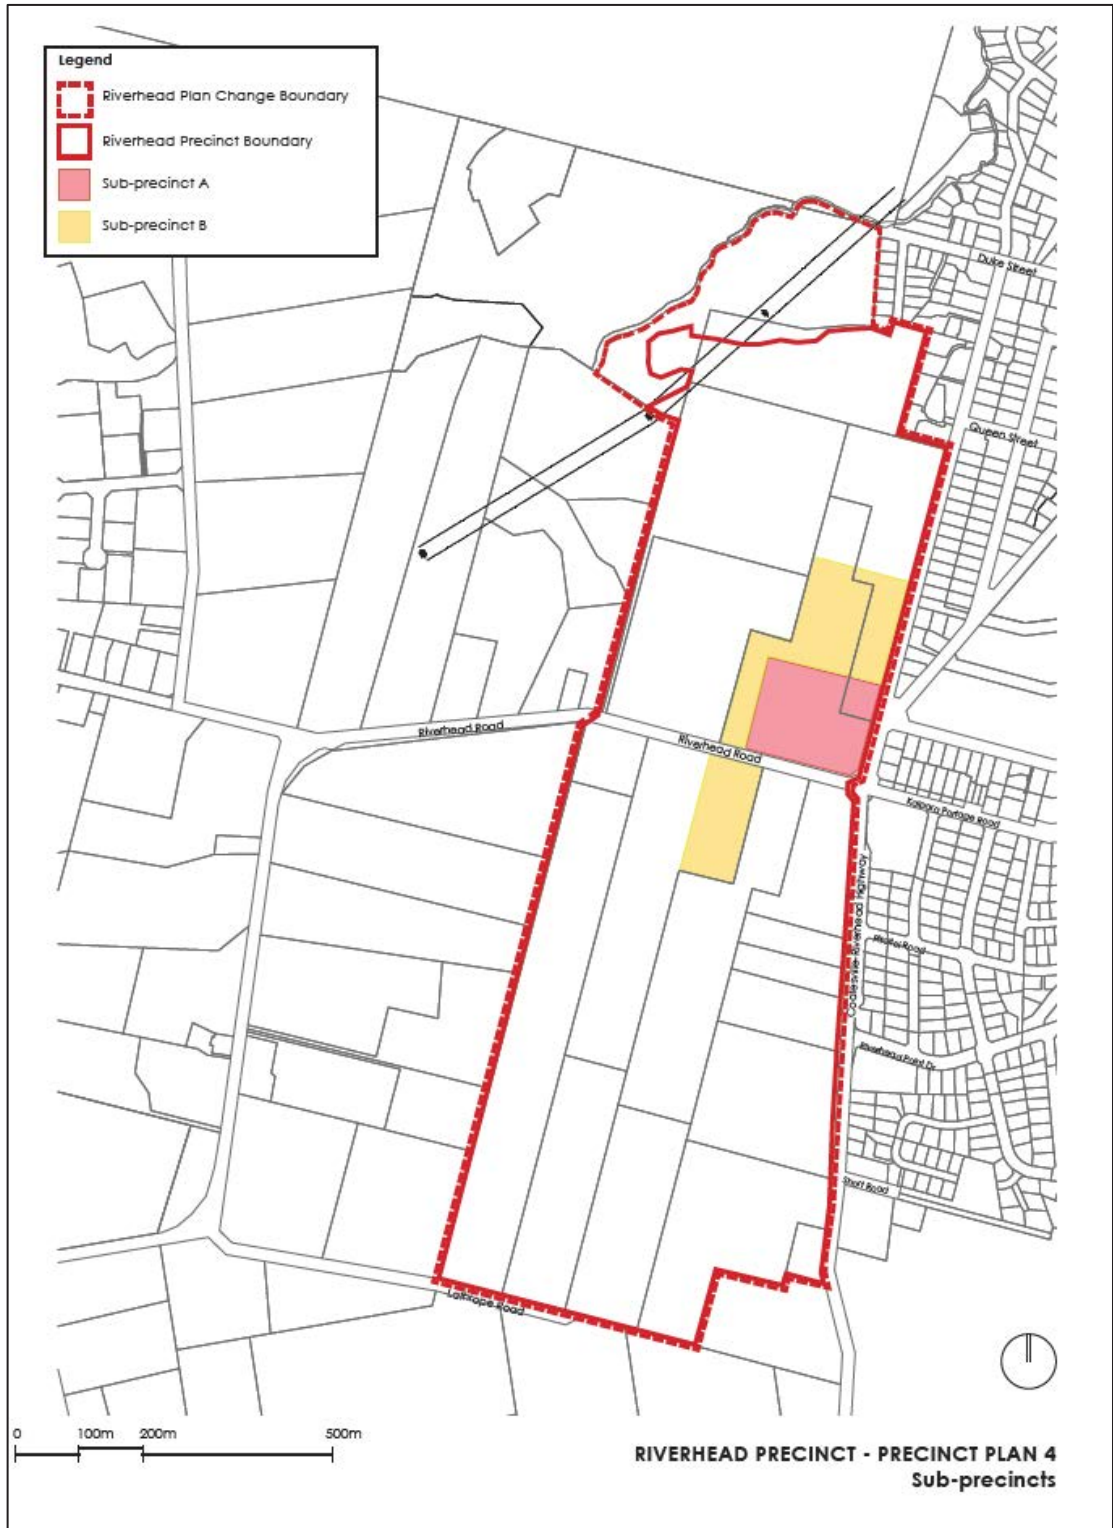 Legend
Riverhead Plan Change Boundary
Riverhead Precinct Boundary
Sub-precinct A
Sub-precinct B
Duke Street
Queen Street
Riverhead Road
Riverhead Road
Kaipara Portage Road
Coatesville-Riverhead Highway
Pitoitoi Road
Riverhead Point Dr
Short Road
Lathrope Road
0 100m 200m 500m
RIVERHEAD PRECINCT - PRECINCT PLAN 4
Sub-precincts